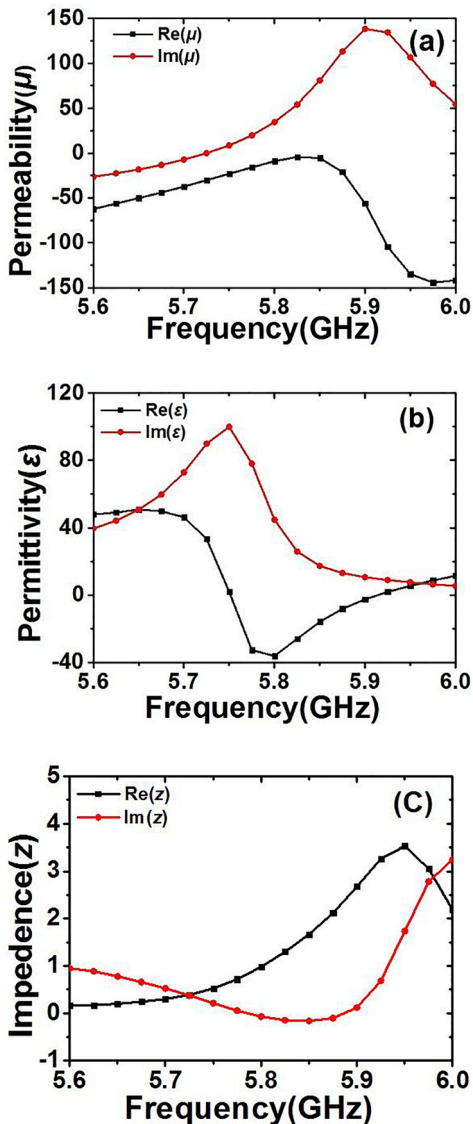 150
100
50
0
-50
-100
-150
Permeability(μ)
Re(μ)
Im(μ)
(a)
5.6 5.7 5.8 5.9 6.0
Frequency(GHz)
120
80
40
0
-40
Permittivity(ε)
Re(ε)
Im(ε)
(b)
5.6 5.7 5.8 5.9 6.0
Frequency(GHz)
5
4
3
2
1
0
-1
Impedence(z)
Re(z)
Im(z)
(C)
5.6 5.7 5.8 5.9 6.0
Frequency(GHz)